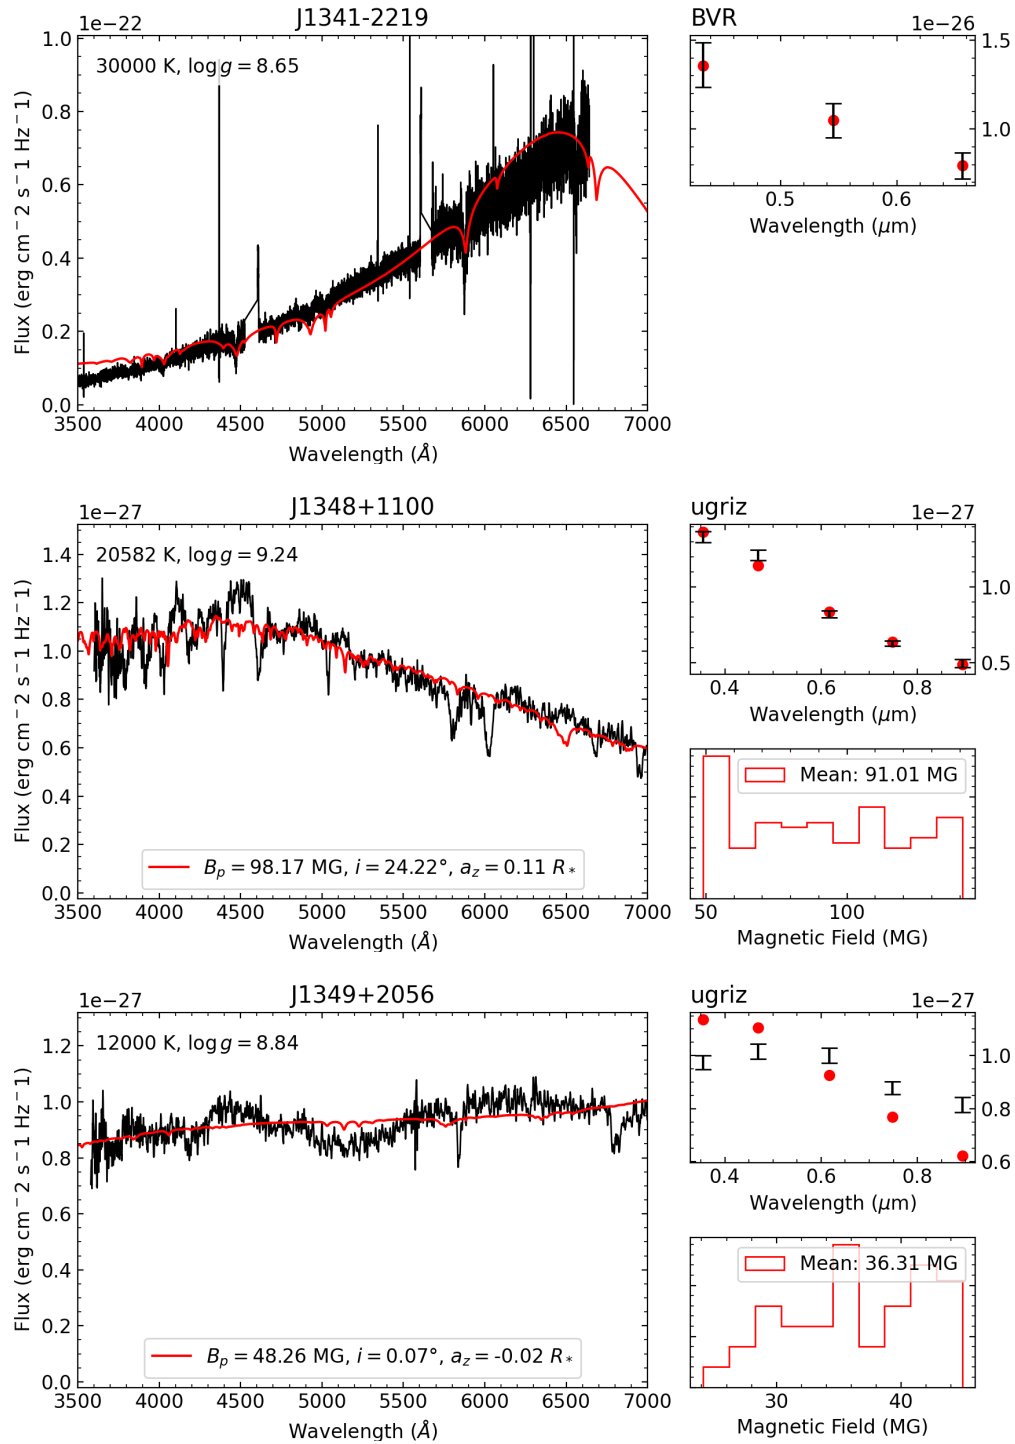 J1341-2219
1e−22
30000 K, log g = 8.65
1.0
0.8
0.6
0.4
0.2
0.0
Flux (erg cm−2 s−1 Hz−1)
3500 4000 4500 5000 5500 6000 6500 7000
Wavelength (Å)
BVR
1e−26
1.5
1.0
0.5 0.6
Wavelength (μm)
J1348+1100
1e−27
20582 K, log g = 9.24
1.4
1.2
1.0
0.8
0.6
0.4
0.2
0.0
Flux (erg cm−2 s−1 Hz−1)
Bp = 98.17 MG, i = 24.22°, az = 0.11 R*
3500 4000 4500 5000 5500 6000 6500 7000
Wavelength (Å)
ugriz
1e−27
1.0
0.5
0.4 0.6 0.8
Wavelength (μm)
Mean: 91.01 MG
50 100
Magnetic Field (MG)
J1349+2056
1e−27
12000 K, log g = 8.84
1.2
1.0
0.8
0.6
0.4
0.2
0.0
Flux (erg cm−2 s−1 Hz−1)
Bp = 48.26 MG, i = 0.07°, az = -0.02 R*
3500 4000 4500 5000 5500 6000 6500 7000
Wavelength (Å)
ugriz
1e−27
1.0
0.8
0.6
0.4 0.6 0.8
Wavelength (μm)
Mean: 36.31 MG
30 40
Magnetic Field (MG)